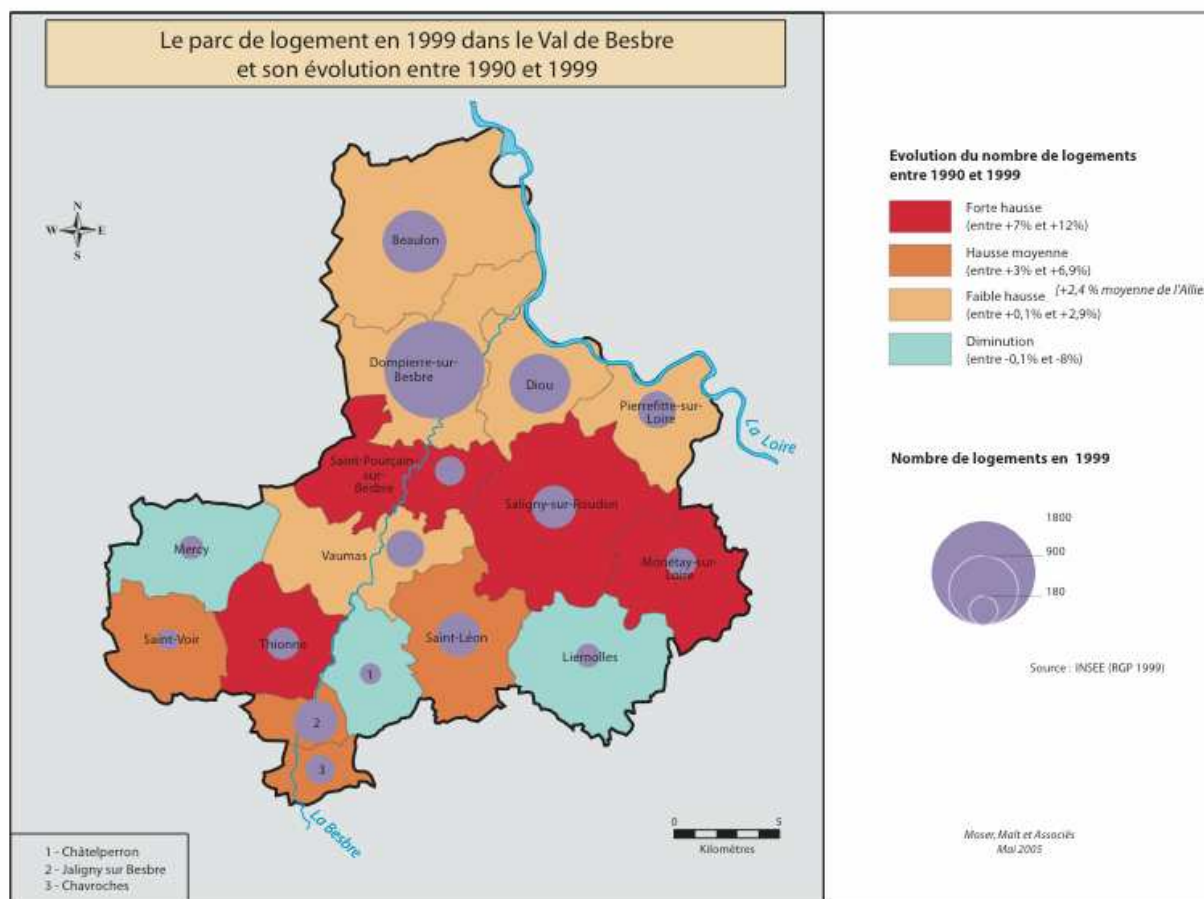 Le parc de logement en 1999 dans le Val de Besbre
et son évolution entre 1990 et 1999
N
W E
S
Beaulon
Dompierre-sur-
Besbre
Diou
Pierrefitte-sur-
Loire
La Loire
Saint-Pourçain-
sur-
Besbre
Saligny-sur-Roudon
Mercy
Vaumas
Monétay-sur-
Loire
Saint-Voir
Thionne
Saint-Léon
Liernolles
1
2
3
La Besbre
0 5
Kilomètres
1 - Châtelperron
2 - Jaligny sur Besbre
3 - Chavroches
Evolution du nombre de logements
entre 1990 et 1999
Forte hausse
(entre +7% et +12%)
Hausse moyenne
(entre +3% et +6,9%)
Faible hausse (+2,4 % moyenne de l'Allier
(entre +0,1% et +2,9%)
Diminution
(entre -0,1% et -8%)
Nombre de logements en 1999
1800
900
180
Source : INSEE (RGP 1999)
Moser, Malt et Associés
Mai 2005